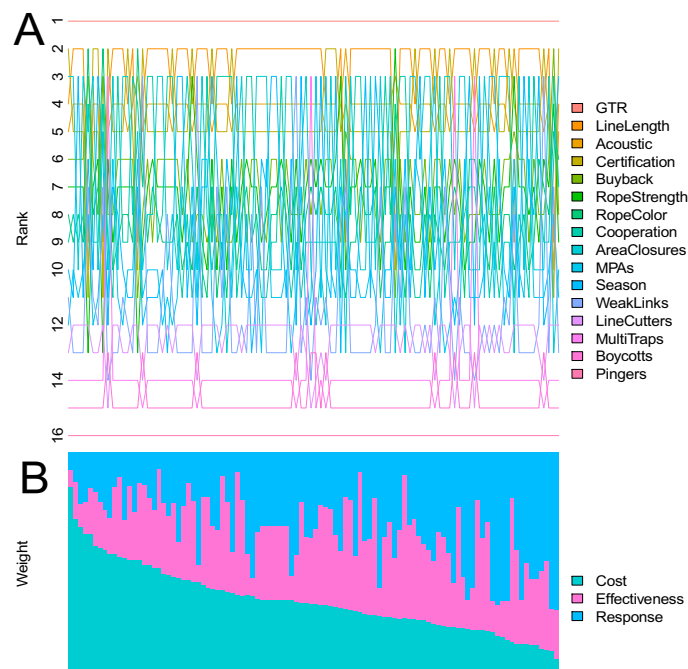 A
Rank
1
2
3
4
5
6
7
8
9
10
12
14
16
GTR
LineLength
Acoustic
Certification
Buyback
RopeStrength
RopeColor
Cooperation
AreaClosures
MPAs
Season
WeakLinks
LineCutters
MultiTraps
Boycotts
Pingers
B
Weight
Cost
Effectiveness
Response